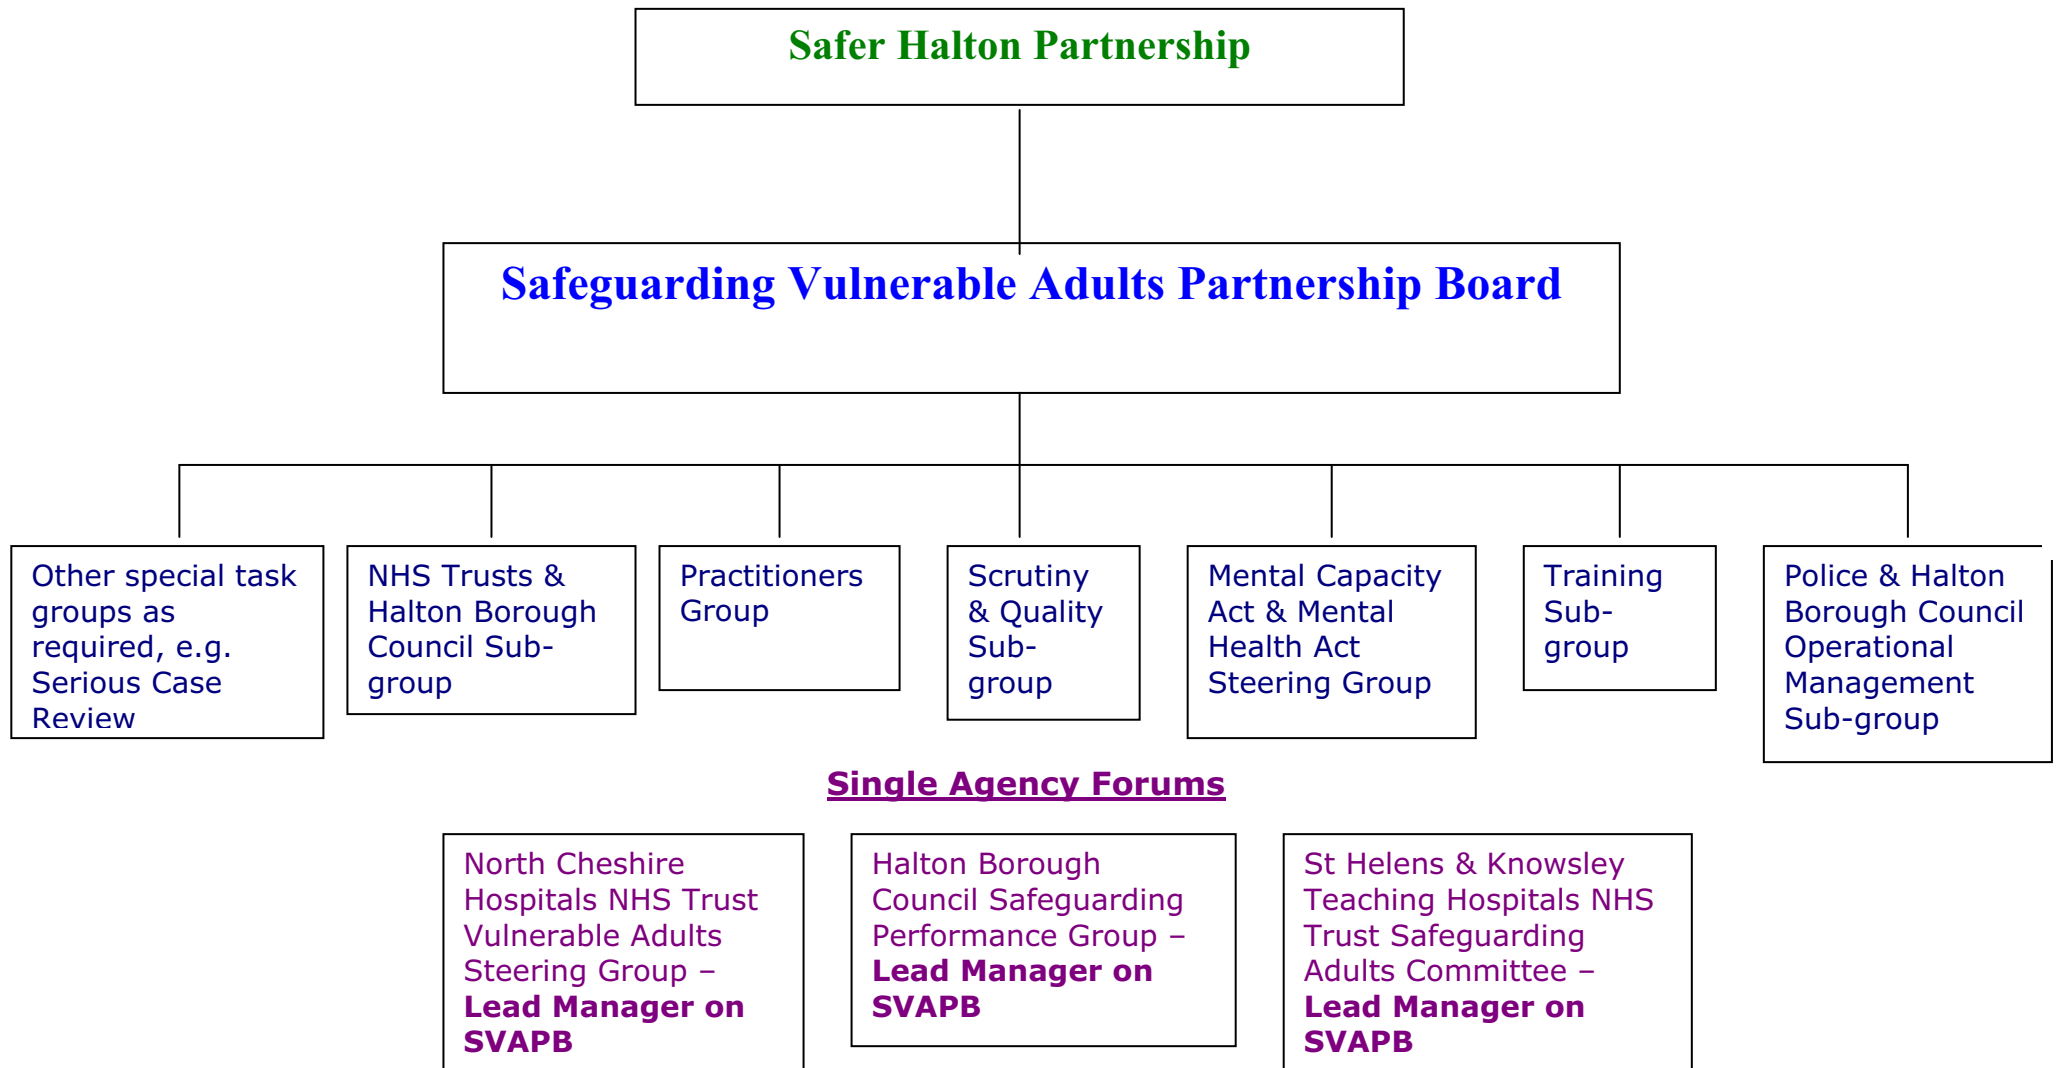 Safer Halton Partnership
Safeguarding Vulnerable Adults Partnership Board
Other special task
groups as
required, e.g.
Serious Case
Review
NHS Trusts &
Halton Borough
Council Sub-
group
Practitioners
Group
Scrutiny
& Quality
Sub-
group
Mental Capacity
Act & Mental
Health Act
Steering Group
Training
Sub-
group
Police & Halton
Borough Council
Operational
Management
Sub-group
Single Agency Forums
North Cheshire
Hospitals NHS Trust
Vulnerable Adults
Steering Group –
Lead Manager on
SVAPB
Halton Borough
Council Safeguarding
Performance Group –
Lead Manager on
SVAPB
St Helens & Knowsley
Teaching Hospitals NHS
Trust Safeguarding
Adults Committee –
Lead Manager on
SVAPB